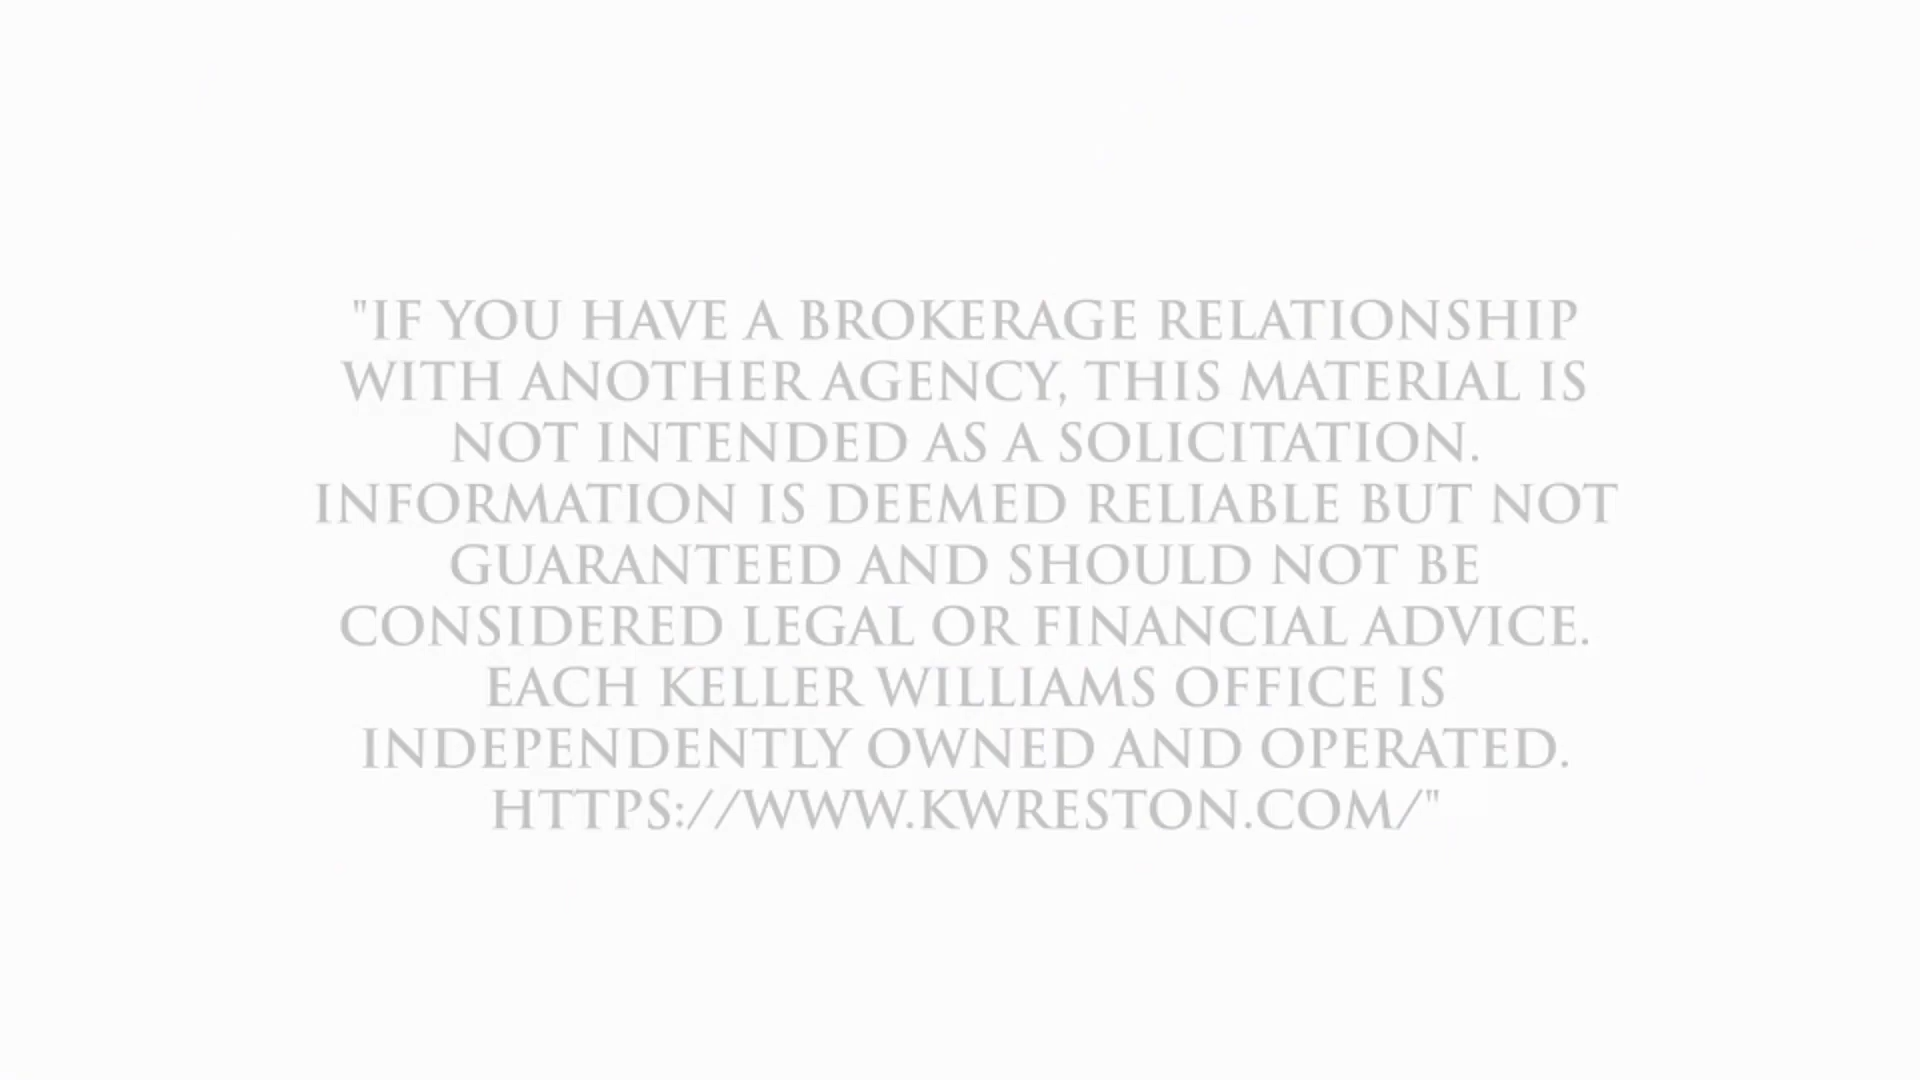 "IF YOU HAVE A BROKERAGE RELATIONSHIP
WITH ANOTHER AGENCY, THIS MATERIAL IS
NOT INTENDED AS A SOLICITATION.
INFORMATION IS DEEMED RELIABLE BUT NOT
GUARANTEED AND SHOULD NOT BE
CONSIDERED LEGAL OR FINANCIAL ADVICE.
EACH KELLER WILLIAMS OFFICE IS
INDEPENDENTLY OWNED AND OPERATED.
HTTPS://WWW.KWRESTON.COM/"